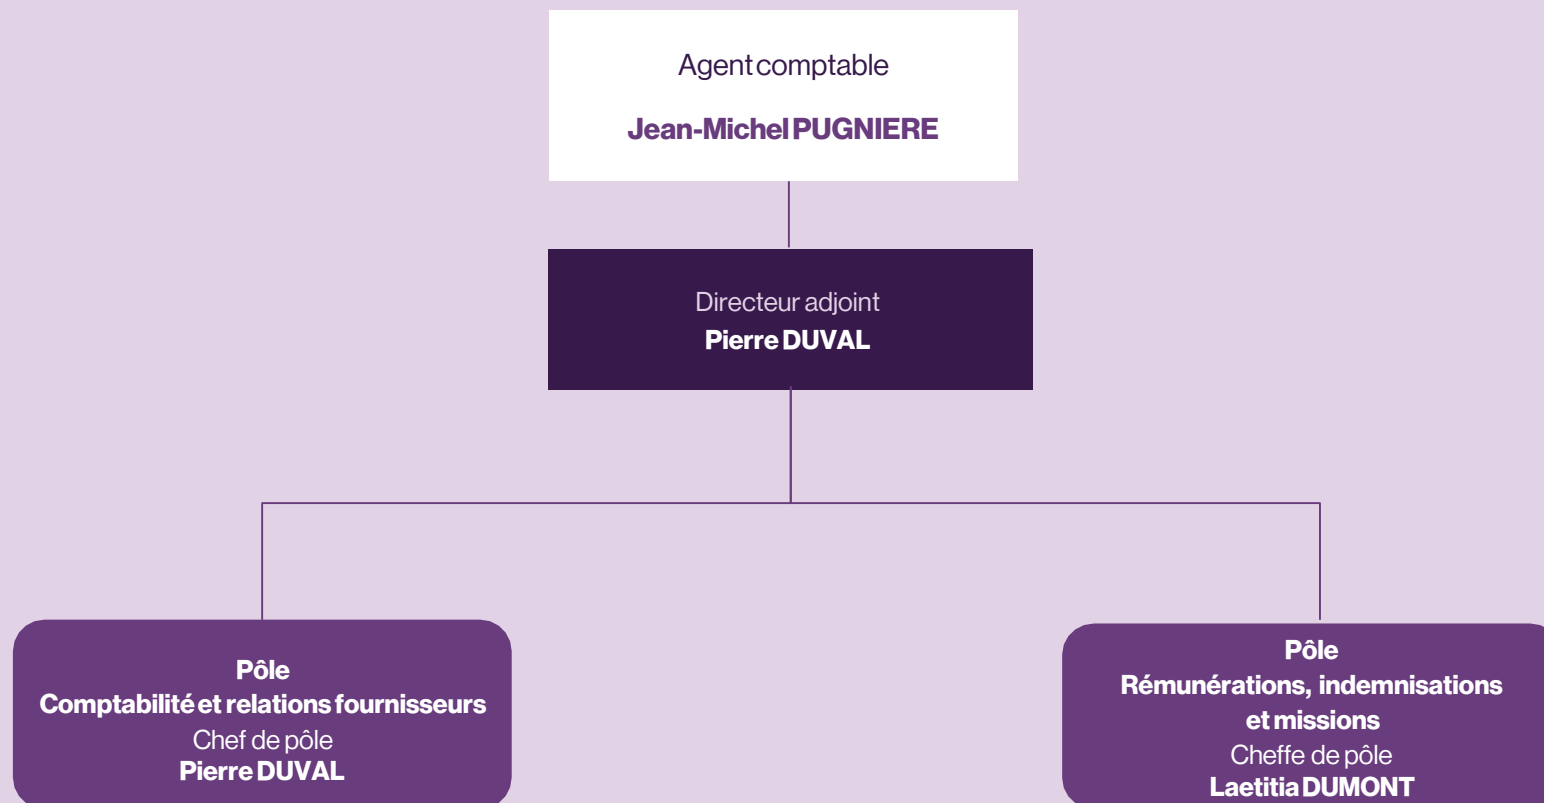 Agent comptable
Jean-Michel PUGNIERE
Directeur adjoint
Pierre DUVAL
Pôle
Comptabilité et relations fournisseurs
Chef de pôle
Pierre DUVAL
Pôle
Rémunérations, indemnisations
et missions
Cheffe de pôle
Laetitia DUMONT